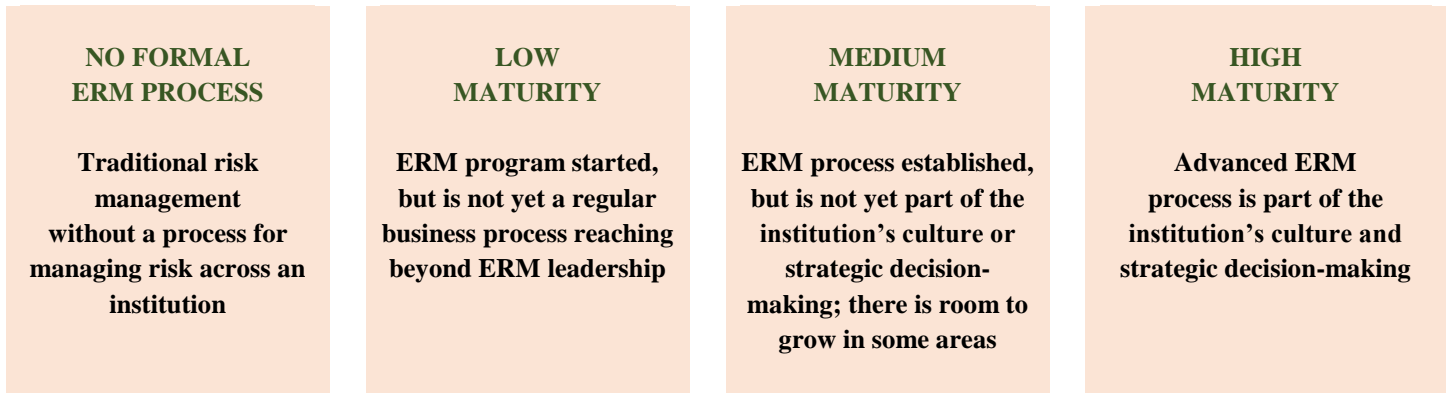 NO FORMAL
ERM PROCESS
Traditional risk
management
without a process for
managing risk across an
institution
LOW
MATURITY
ERM program started,
but is not yet a regular
business process reaching
beyond ERM leadership
MEDIUM
MATURITY
ERM process established,
but is not yet part of the
institution’s culture or
strategic decision-
making; there is room to
grow in some areas
HIGH
MATURITY
Advanced ERM
process is part of the
institution’s culture and
strategic decision-making